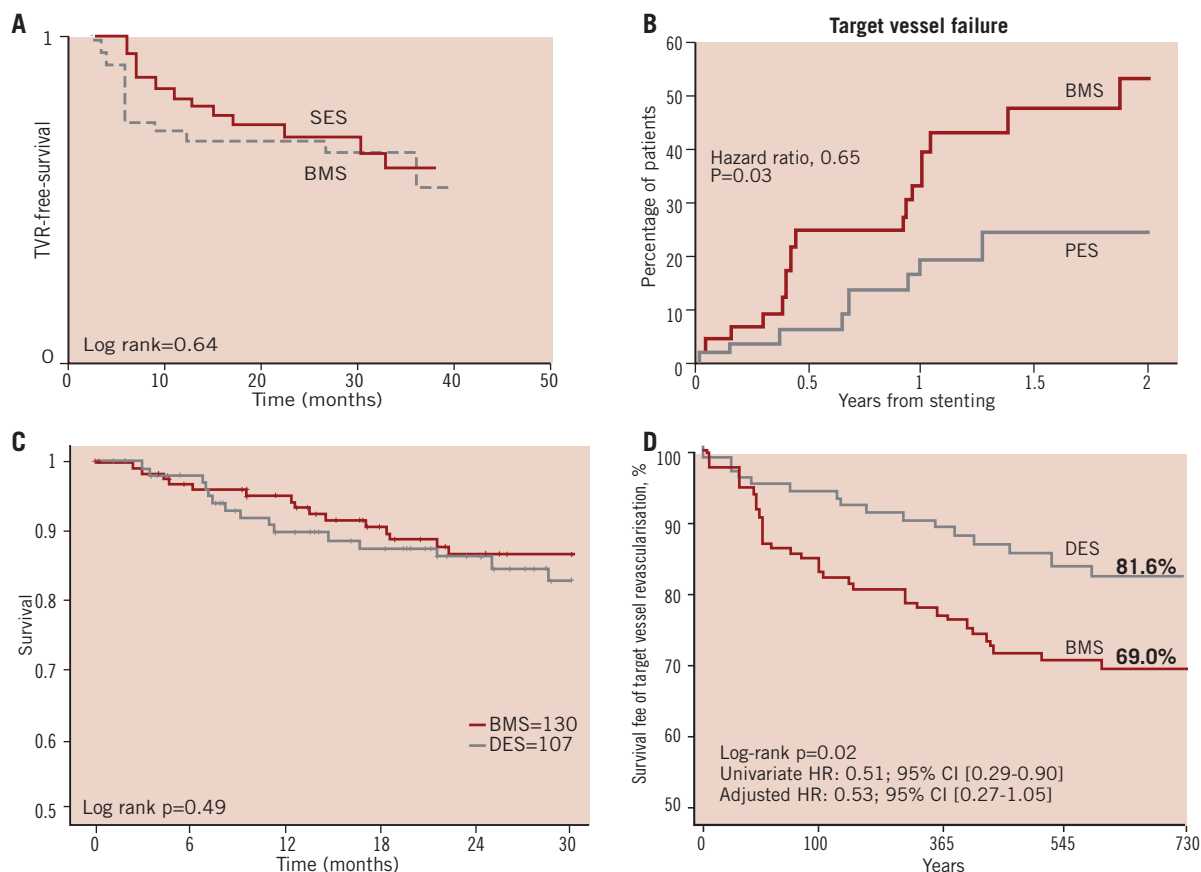 A
1
TVR-free-survival
SES
BMS
Log rank=0.64
0
0 10 20 30 40 50
Time (months)
B
Target vessel failure
60
50
40
30
20
10
0
Percentage of patients
BMS
Hazard ratio, 0.65
P=0.03
PES
0 0.5 1 1.5 2
Years from stenting
C
1
0.9
0.8
0.7
0.6
0.5
Survival
BMS=130
DES=107
Log rank p=0.49
0 6 12 18 24 30
Time (months)
D
100
90
80
70
60
50
Survival fee of target vessel revascularisation, %
DES
81.6%
BMS
69.0%
Log-rank p=0.02
Univariate HR: 0.51; 95% CI [0.29-0.90]
Adjusted HR: 0.53; 95% CI [0.27-1.05]
0 100 365 545 730
Years